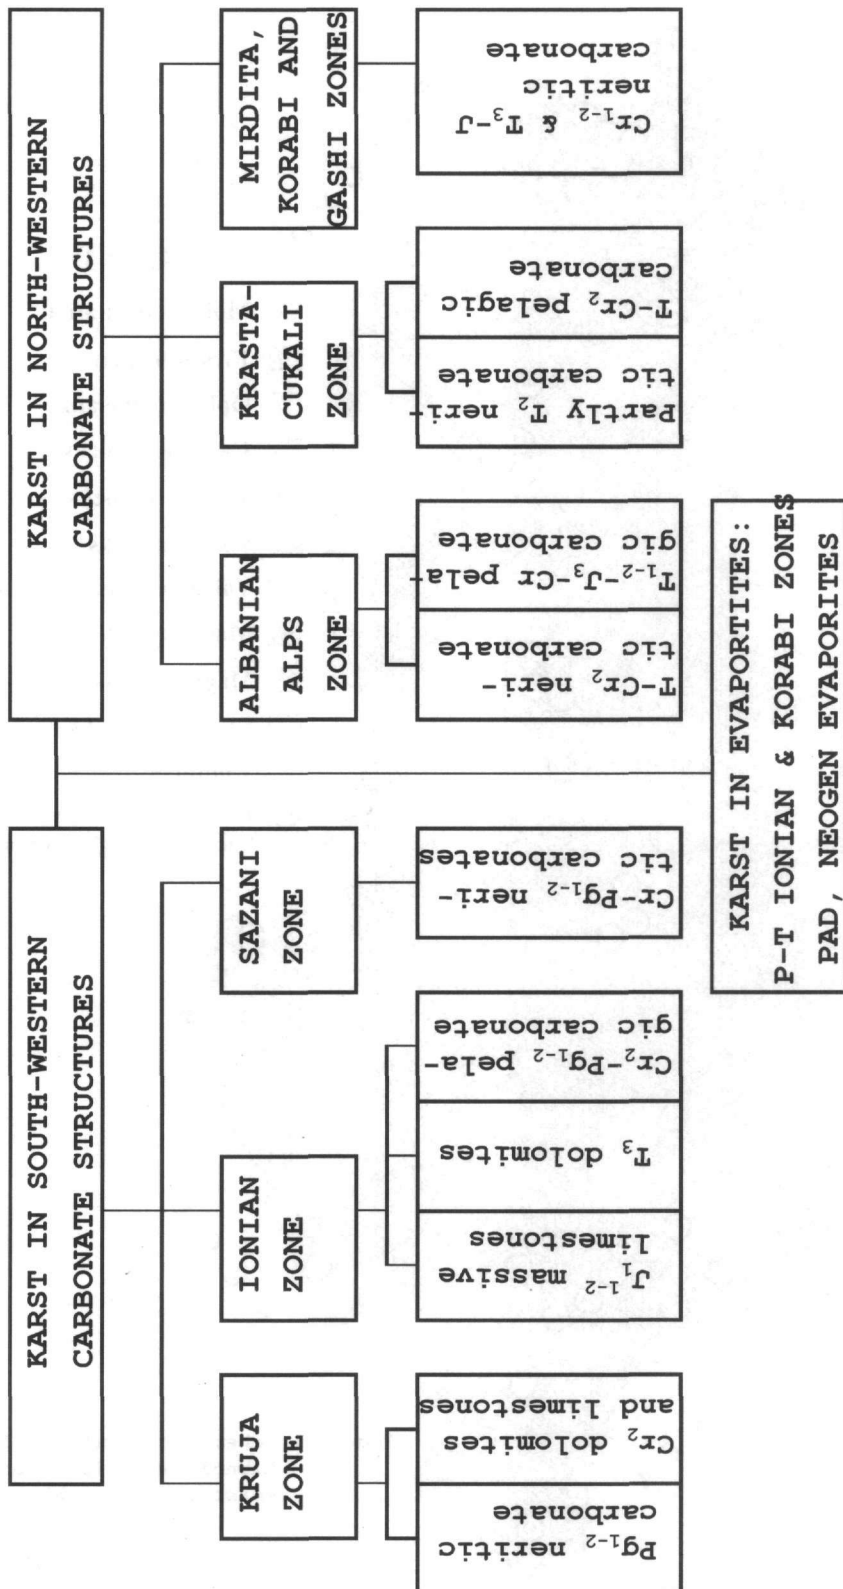 KARST IN SOUTH-WESTERN
CARBONATE STRUCTURES
KARST IN NORTH-WESTERN
CARBONATE STRUCTURES
KRUJA
ZONE
IONIAN
ZONE
SAZANI
ZONE
ALBANIAN
ALPS
ZONE
KRASTA-
CUKALI
ZONE
MIRDITA,
KORABI AND
GASHI ZONES
Pg₁₋₂ neritic
carbonate
Cr₂ dolomites
and limestones
J₁¹⁻² massive
limestones
T₃ dolomites
Cr₂-Pg₁₋₂ pela-
gic carbonate
Cr-Pg₁₋₂ neri-
tic carbonates
T-Cr₂ neri-
tic carbonate
T₁₋₂-J₃-Cr pela-
gic carbonate
Partly T₂ neri-
tic carbonate
T-Cr₂ pelagic
carbonate
Cr₁₋₂ & T₃-J
neritic
carbonate
KARST IN EVAPORTITES:
P-T IONIAN & KORABI ZONES
PAD, NEOGEN EVAPORITES